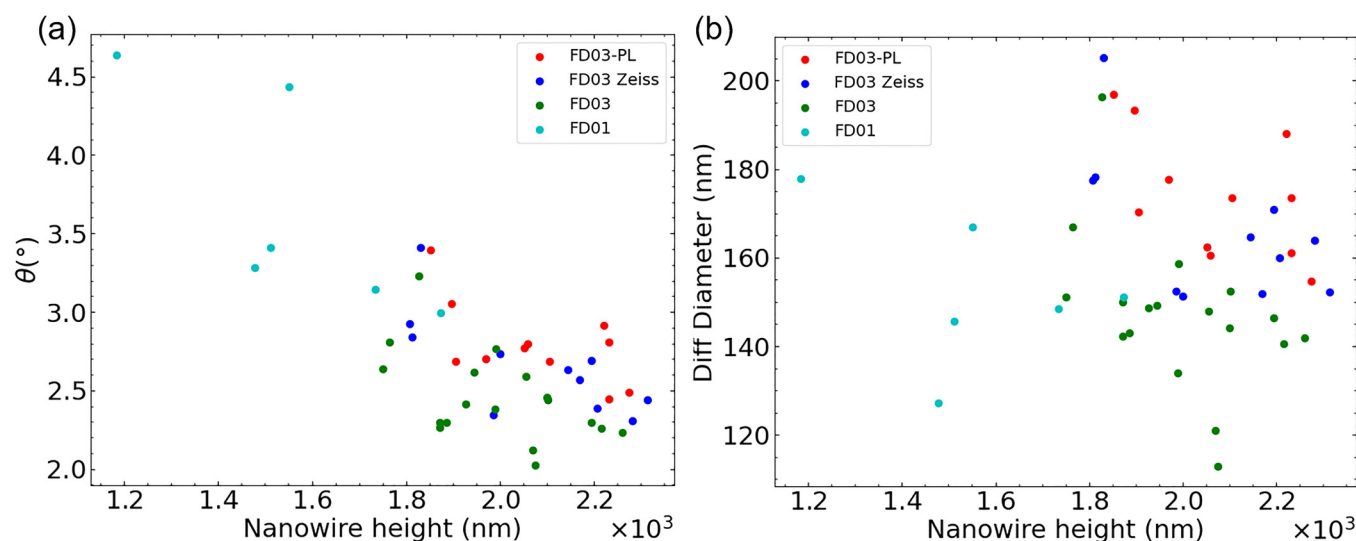 (a)
FD03-PL
FD03 Zeiss
FD03
FD01
4.5
4.0
3.5
3.0
2.5
2.0
θ(°)
1.2 1.4 1.6 1.8 2.0 2.2
Nanowire height (nm) ×10³
(b)
FD03-PL
FD03 Zeiss
FD03
FD01
200
180
160
140
120
Diff Diameter (nm)
1.2 1.4 1.6 1.8 2.0 2.2
Nanowire height (nm) ×10³